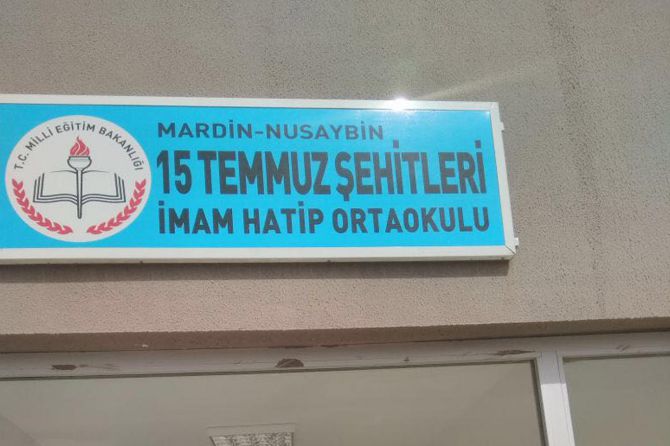 T.C. MİLLİ EĞİTİM BAKANLIĞI
MARDİN-NUSAYBİN
15 TEMMUZ ŞEHİTLERİ
İMAM HATİP ORTAOKULU